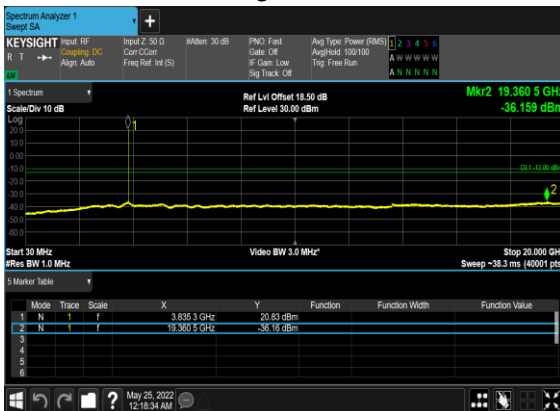 Spectrum Analyzer 1
Swept SA
KEYSIGHT
R T
LV
Input: RF
Coupling: DC
Align: Auto
Input Z: 50 Ω
Corr CCorr
Freq Ref: Int (S)
#Atten: 30 dB
PNO: Fast
Gate: Off
IF Gain: Low
Sig Track: Off
Avg Type: Power (RMS)
Avg|Hold: 100/100
Trig: Free Run
1 2 3 4 5 6
A W W W W W
A N N N N N
1 Spectrum
Scale/Div 10 dB
Ref Lvl Offset 18.50 dB
Ref Level 30.00 dBm
Mkr2 19.360 5 GHz
-36.159 dBm
Log
20.0
10.0
0.00
-10.0
-20.0
-30.0
-40.0
-50.0
-60.0
1
DL1 -13.00 dBm
2
Start 30 MHz
#Res BW 1.0 MHz
Video BW 3.0 MHz*
Stop 20.000 GHz
Sweep ~38.3 ms (40001 pts)
5 Marker Table
Mode Trace Scale X Y Function Function Width Function Value
1 N 1 f 3.835 3 GHz 20.83 dBm
2 N 1 f 19.360 5 GHz -36.16 dBm
3
4
5
6
?
May 25, 2022
12:18:34 AM